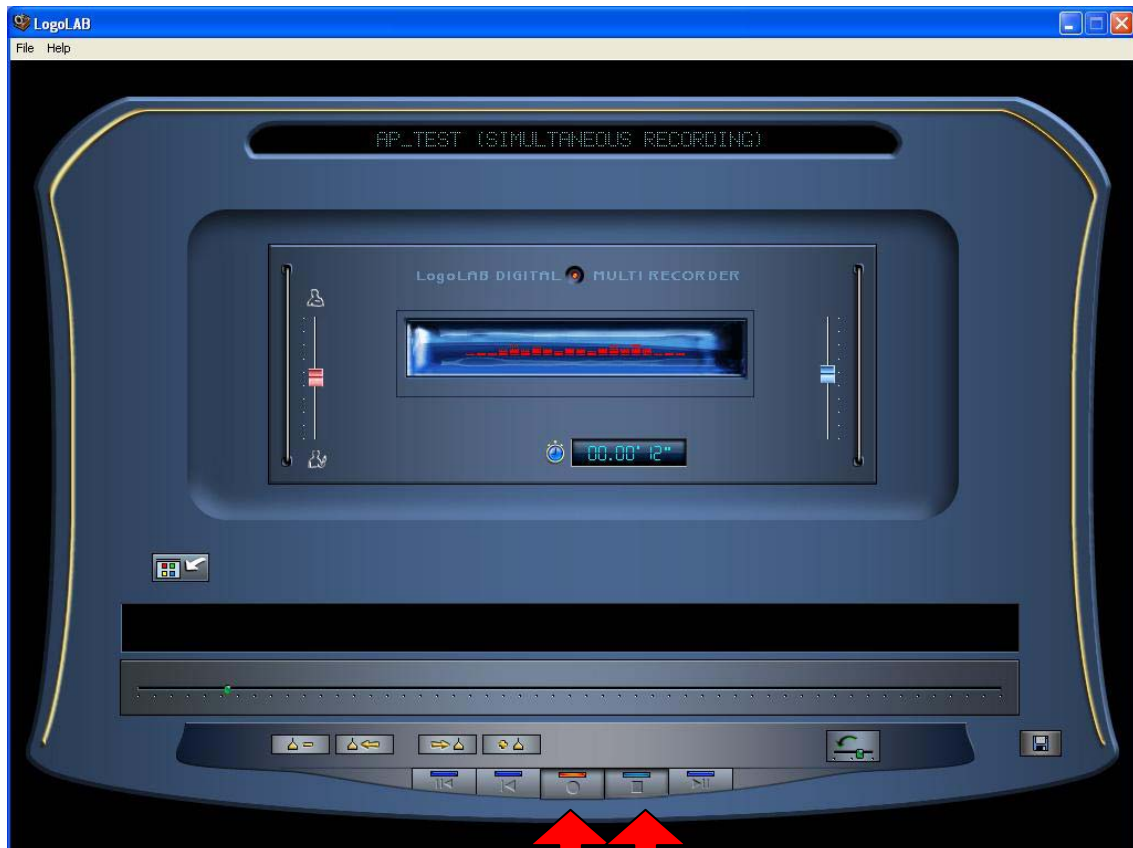 LogoLAB
File Help
AP_TEST (SIMULTANEOUS RECORDING)
LogoLAB DIGITAL MULTI RECORDER
00.00'12"